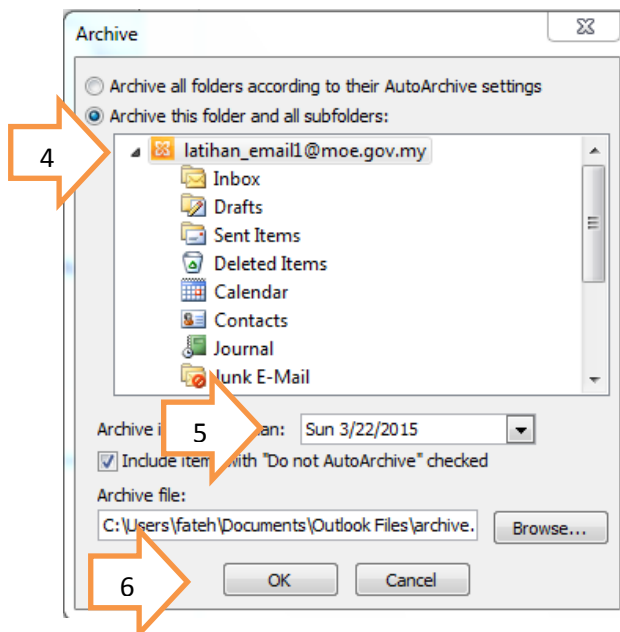 Archive
Archive all folders according to their AutoArchive settings
Archive this folder and all subfolders:
4
latihan_email1@moe.gov.my
Inbox
Drafts
Sent Items
Deleted Items
Calendar
Contacts
Journal
Junk E-Mail
Archive 5 Sun 3/22/2015
Include with "Do not AutoArchive" checked
Archive file:
C:\Users\fateh\Documents\Outlook Files\archive. Browse...
6 OK Cancel